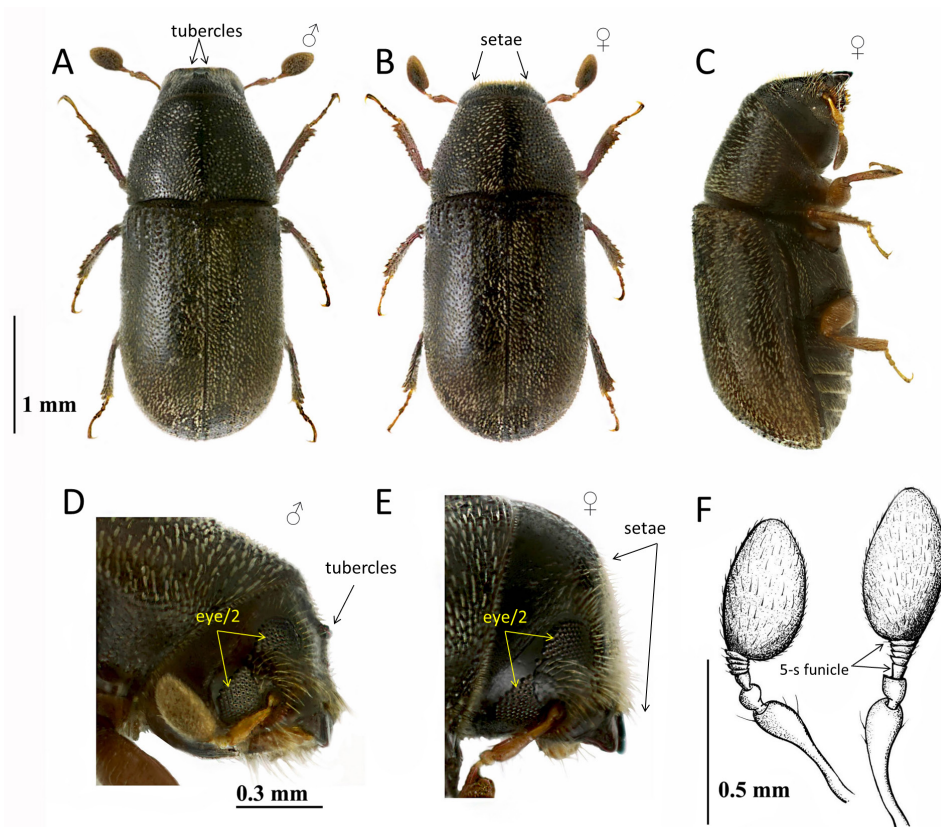 A
tubercles
♂
B
setae
♀
C
♀
1 mm
D
♂
tubercles
eye/2
0.3 mm
E
♀
setae
eye/2
F
5-s funicle
0.5 mm